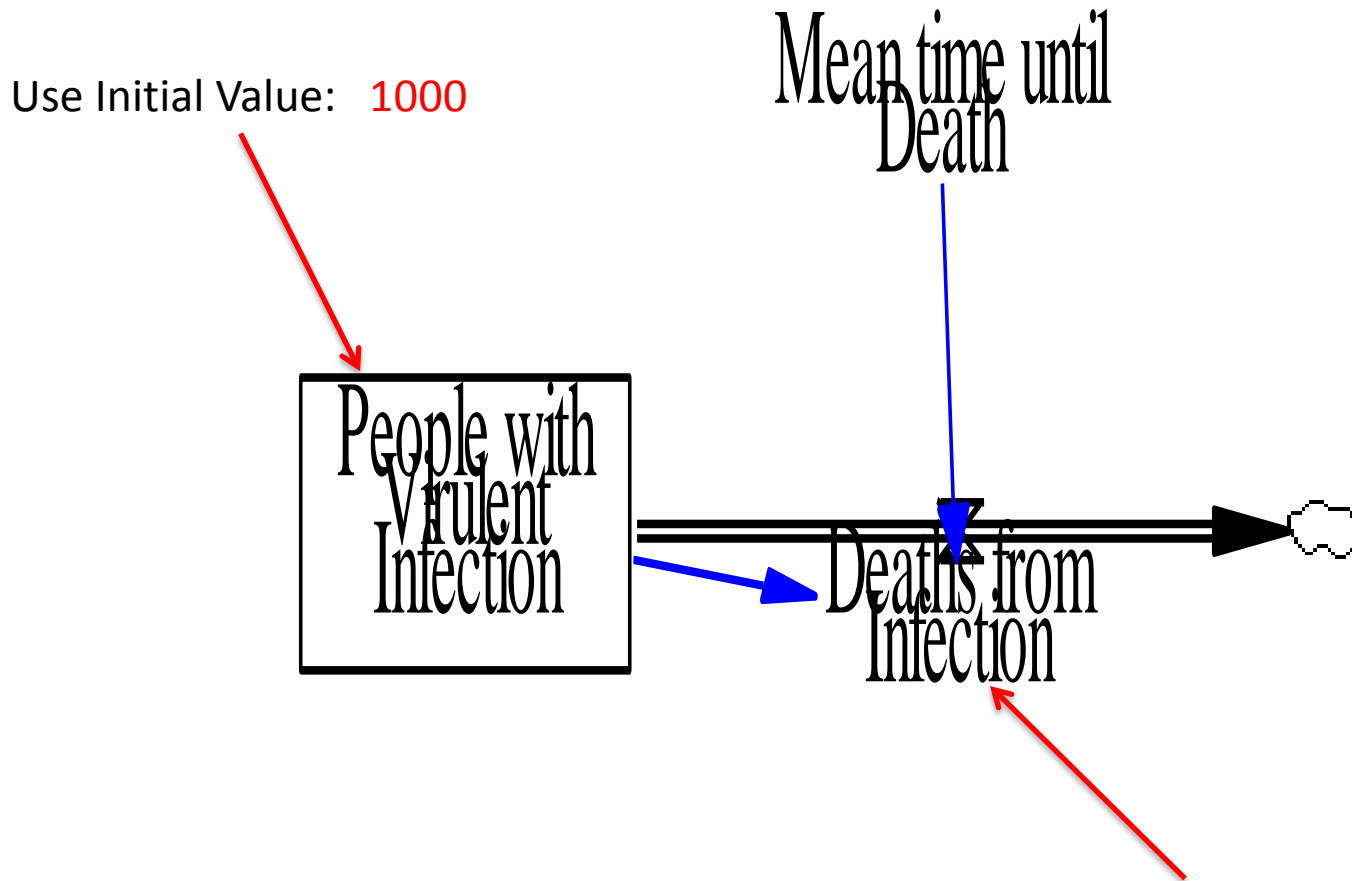 Use Initial Value: 1000
Mean time until
Death
People with
Virulent
Infection
Deaths from
Infection